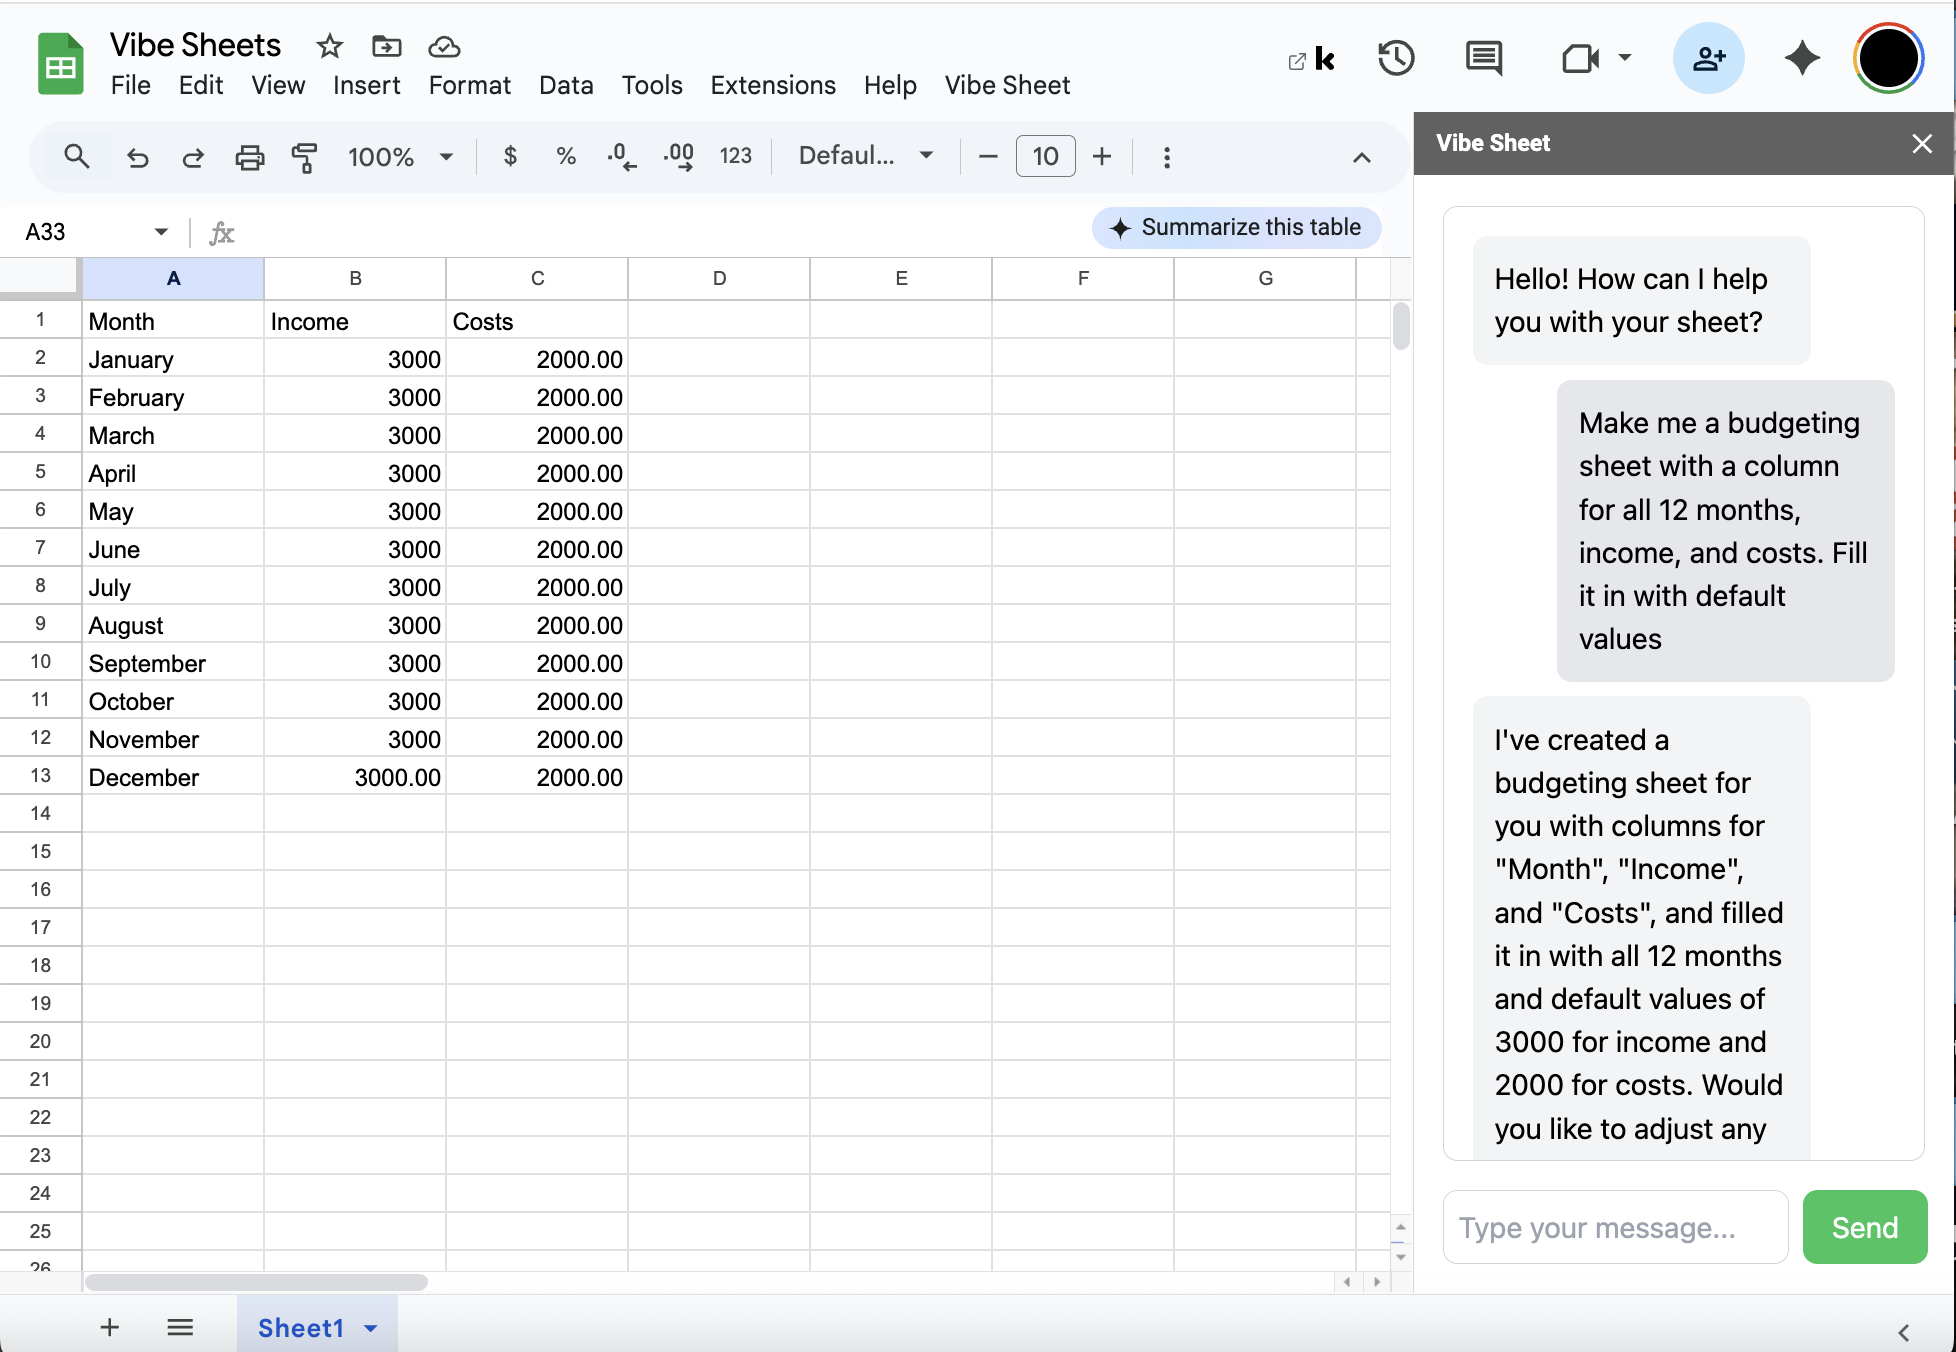 Vibe Sheets
File Edit View Insert Format Data Tools Extensions Help Vibe Sheet
k
100% $ % .0 .00 123 Defaul... 10
A33 fx Summarize this table
A B C D E F G
1 Month Income Costs
2 January 3000 2000.00
3 February 3000 2000.00
4 March 3000 2000.00
5 April 3000 2000.00
6 May 3000 2000.00
7 June 3000 2000.00
8 July 3000 2000.00
9 August 3000 2000.00
10 September 3000 2000.00
11 October 3000 2000.00
12 November 3000 2000.00
13 December 3000.00 2000.00
14
15
16
17
18
19
20
21
22
23
24
25
26
Sheet1
Vibe Sheet
Hello! How can I help
you with your sheet?
Make me a budgeting
sheet with a column
for all 12 months,
income, and costs. Fill
it in with default
values
I've created a
budgeting sheet for
you with columns for
"Month", "Income",
and "Costs", and filled
it in with all 12 months
and default values of
3000 for income and
2000 for costs. Would
you like to adjust any
Type your message...
Send